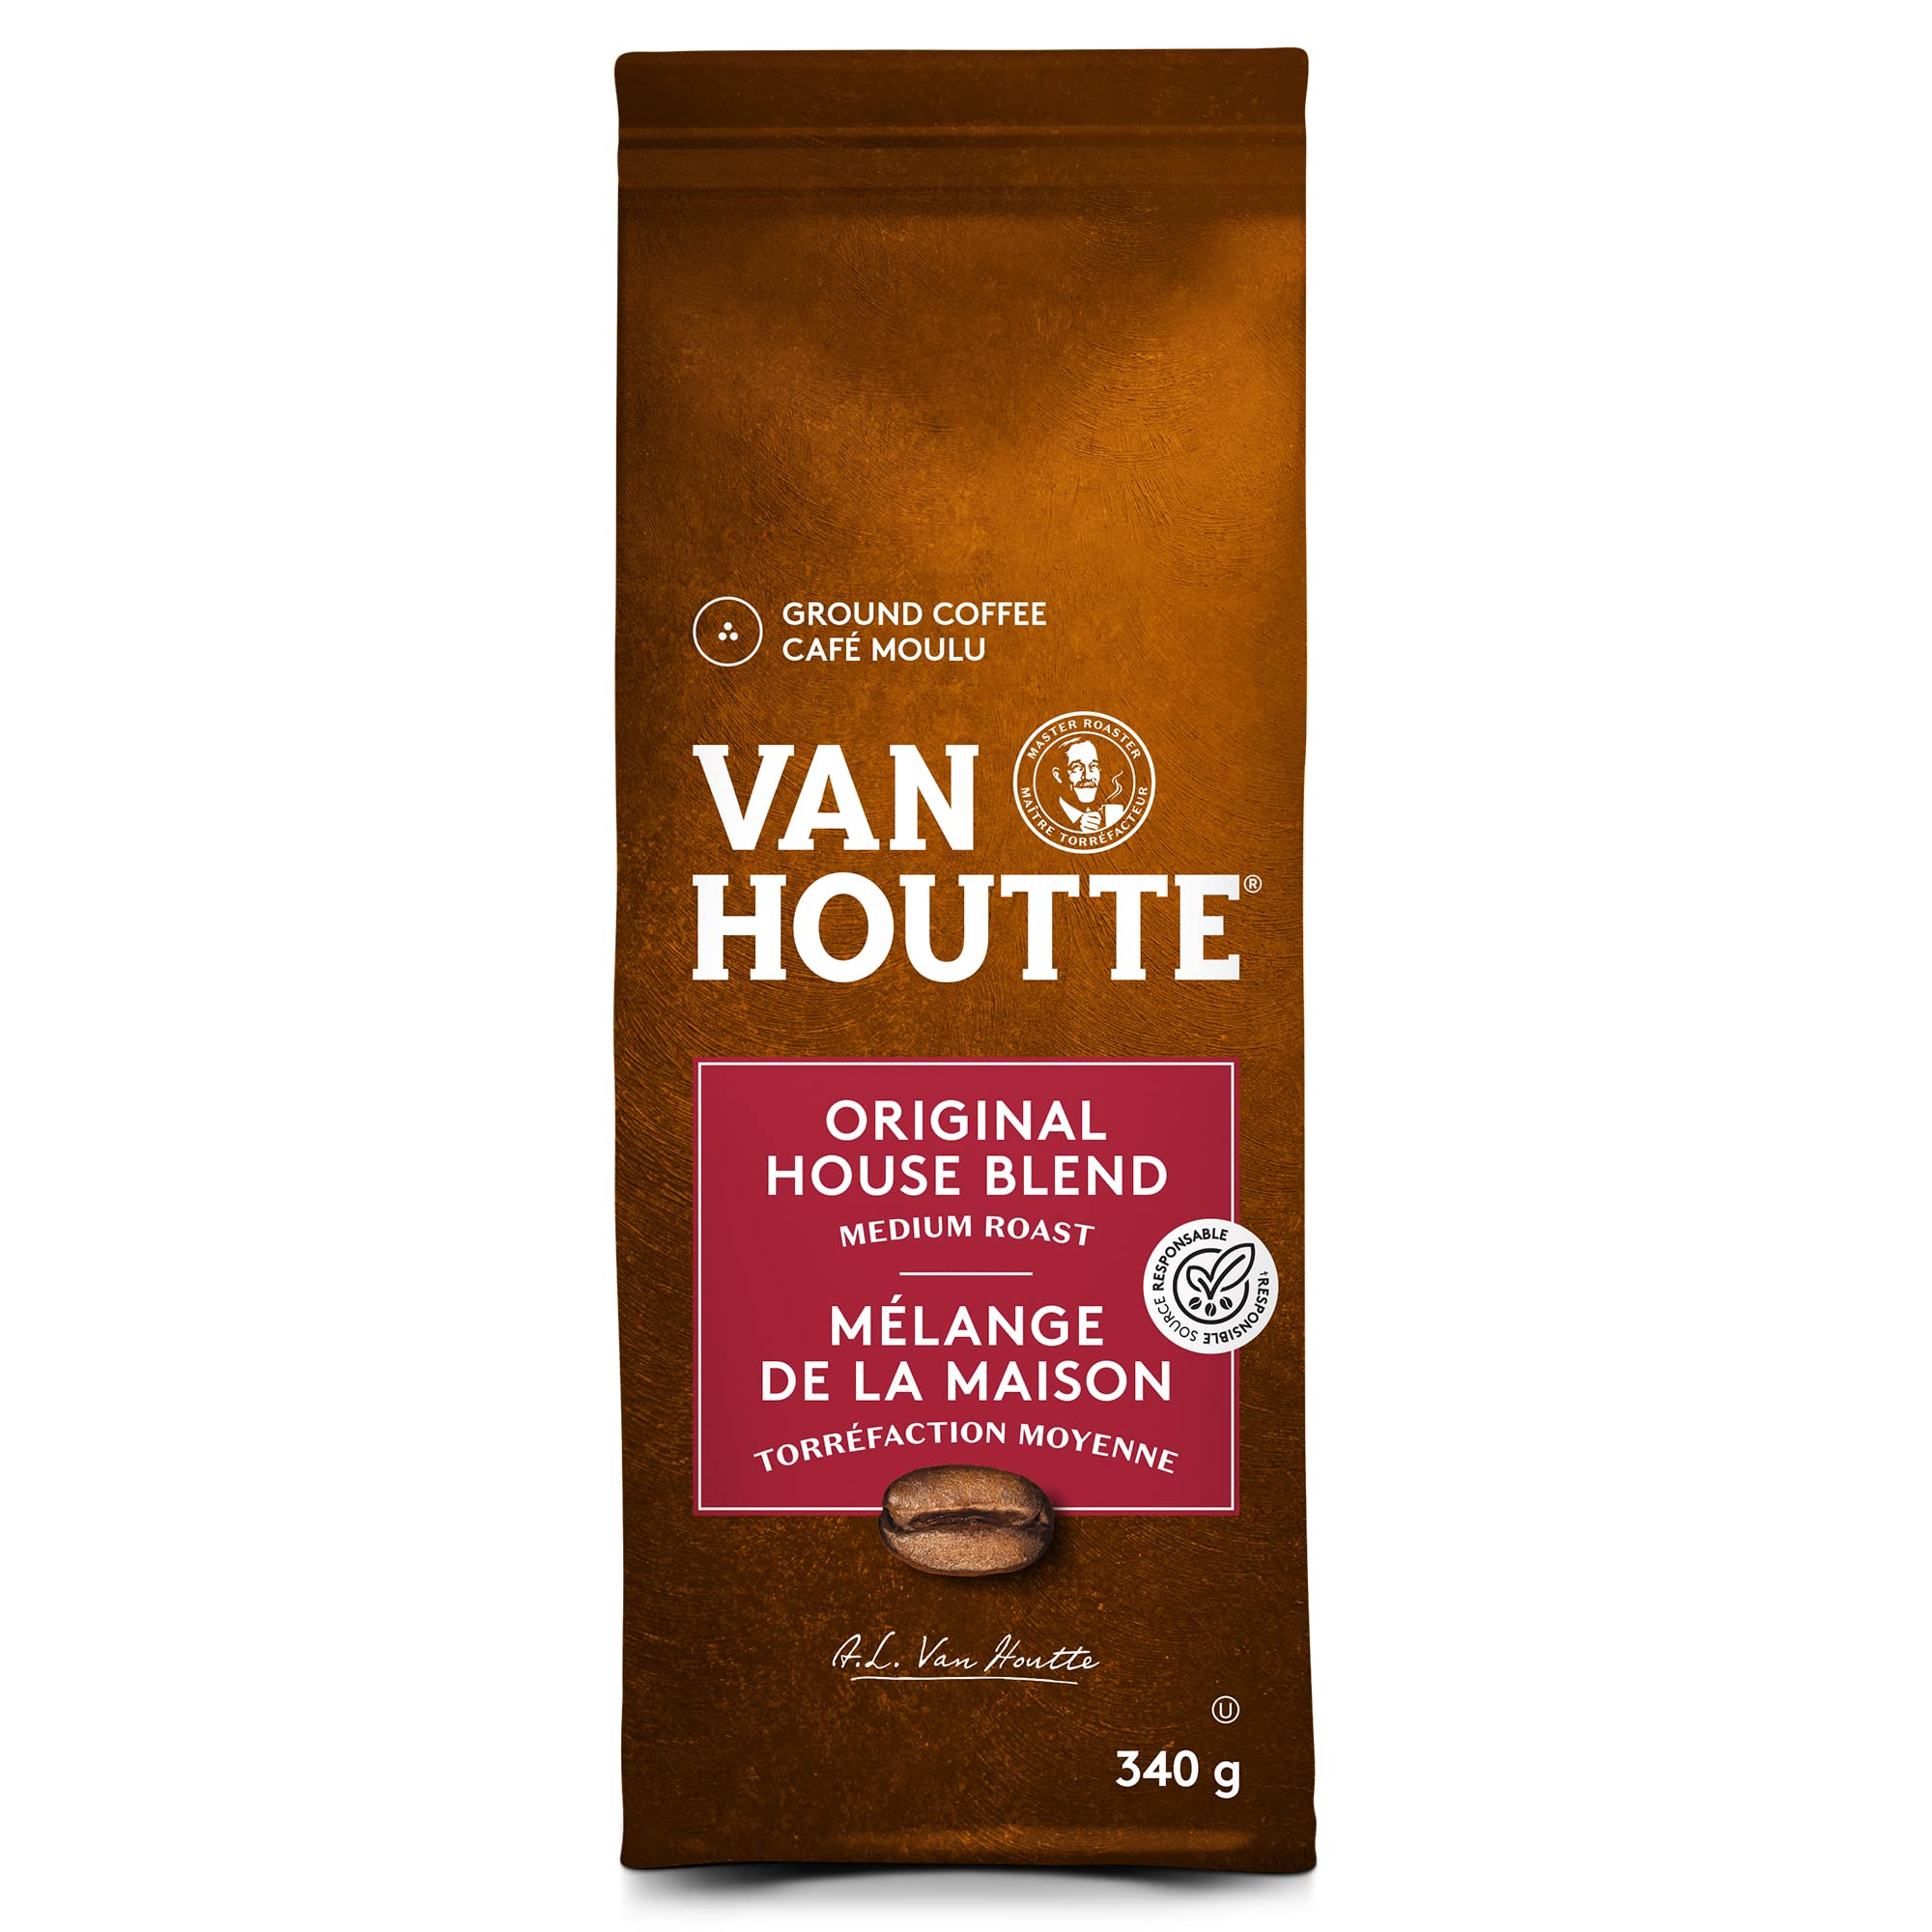 GROUND COFFEE
CAFÉ MOULU
VAN
MASTER ROASTER
MAÎTRE TORRÉFACTEUR
HOUTTE®
ORIGINAL
HOUSE BLEND
MEDIUM ROAST
SOURCE RESPONSABLE
†RESPONSIBLE SOURCE
MÉLANGE
DE LA MAISON
TORRÉFACTION MOYENNE
A.L. Van Houtte
U
340 g